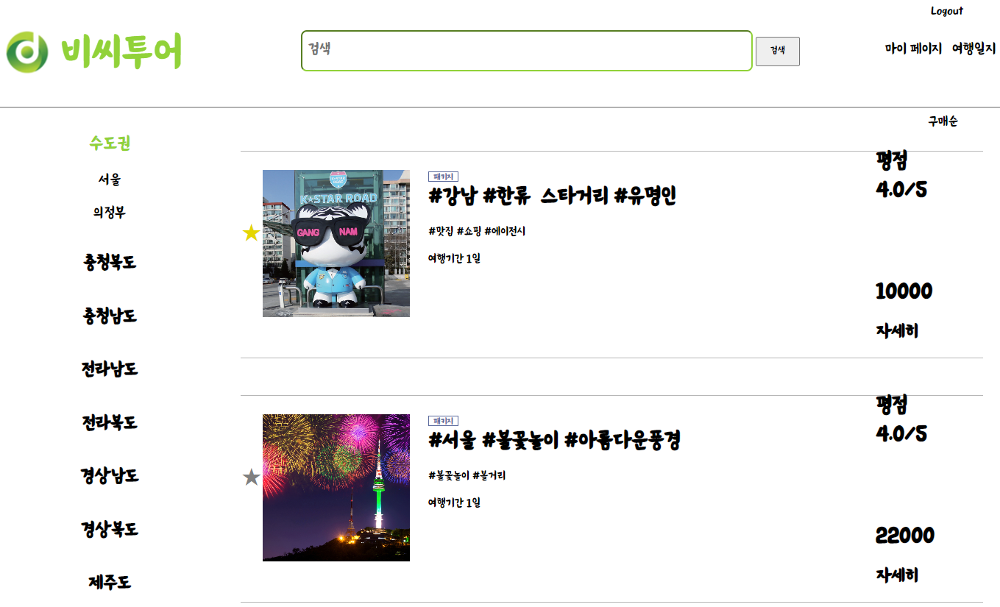 Logout
비씨투어
검색
검색
마이 페이지 여행일지
구매순
수도권
서울
의정부
충청북도
충청남도
전라남도
전라북도
경상남도
경상북도
제주도
K-STAR ROAD
K★STAR ROAD
GANG NAM
패키지
#강남 #한류 스타거리 #유명인
#맛집 #쇼핑 #에이전시
여행기간 1일
평점
4.0/5
10000
자세히
패키지
#서울 #불꽃놀이 #아름다운풍경
#불꽃놀이 #볼거리
여행기간 1일
평점
4.0/5
22000
자세히